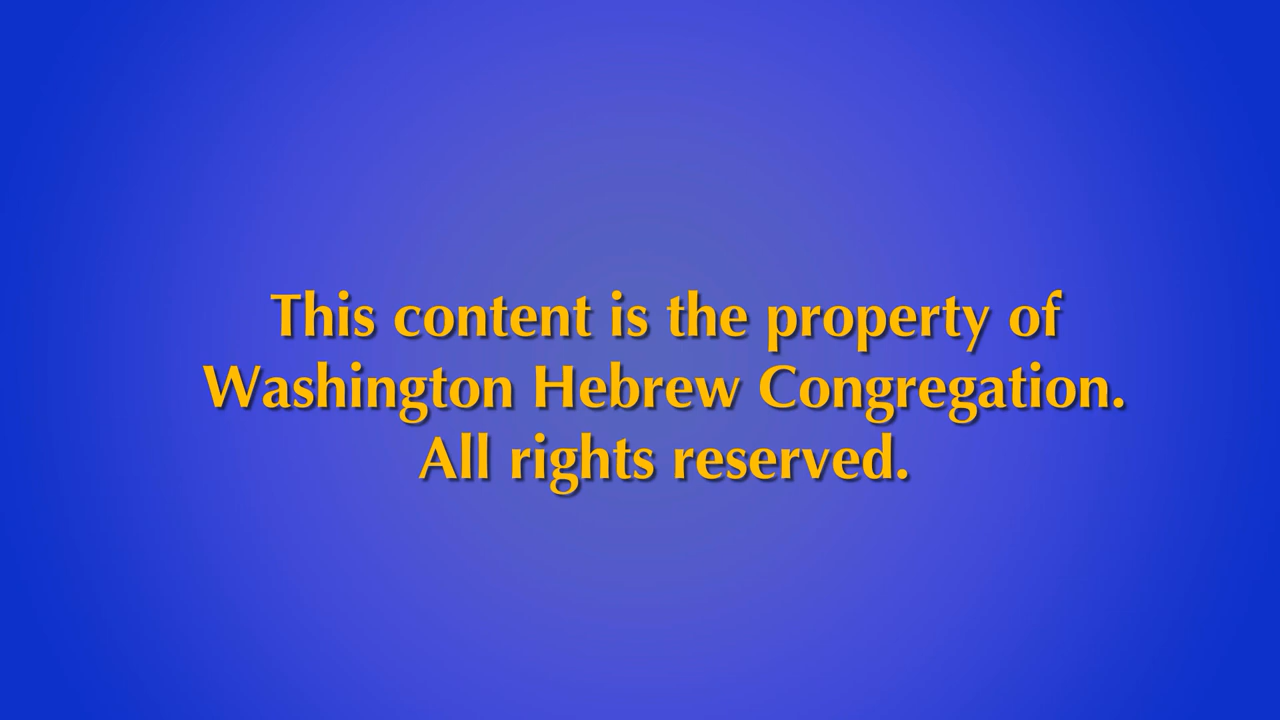 This content is the property of
Washington Hebrew Congregation.
All rights reserved.